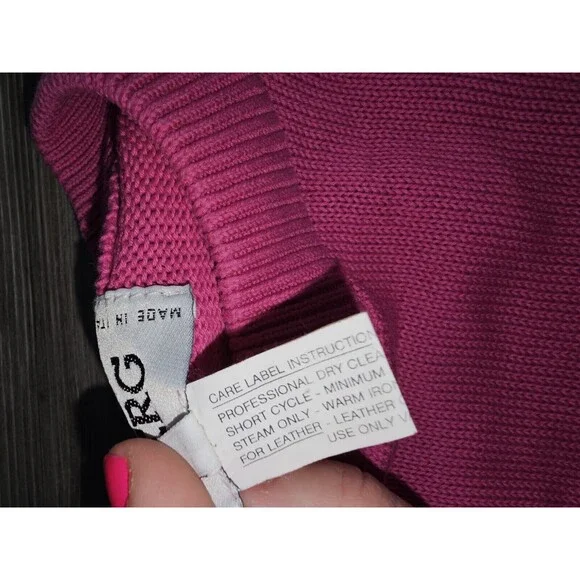 MADE IN ITA
RG
CARE LABEL INSTRUCTION
PROFESSIONAL DRY CLEA
SHORT CYCLE - MINIMUM
STEAM ONLY - WARM IRO
FOR LEATHER - LEATHER
USE ONLY